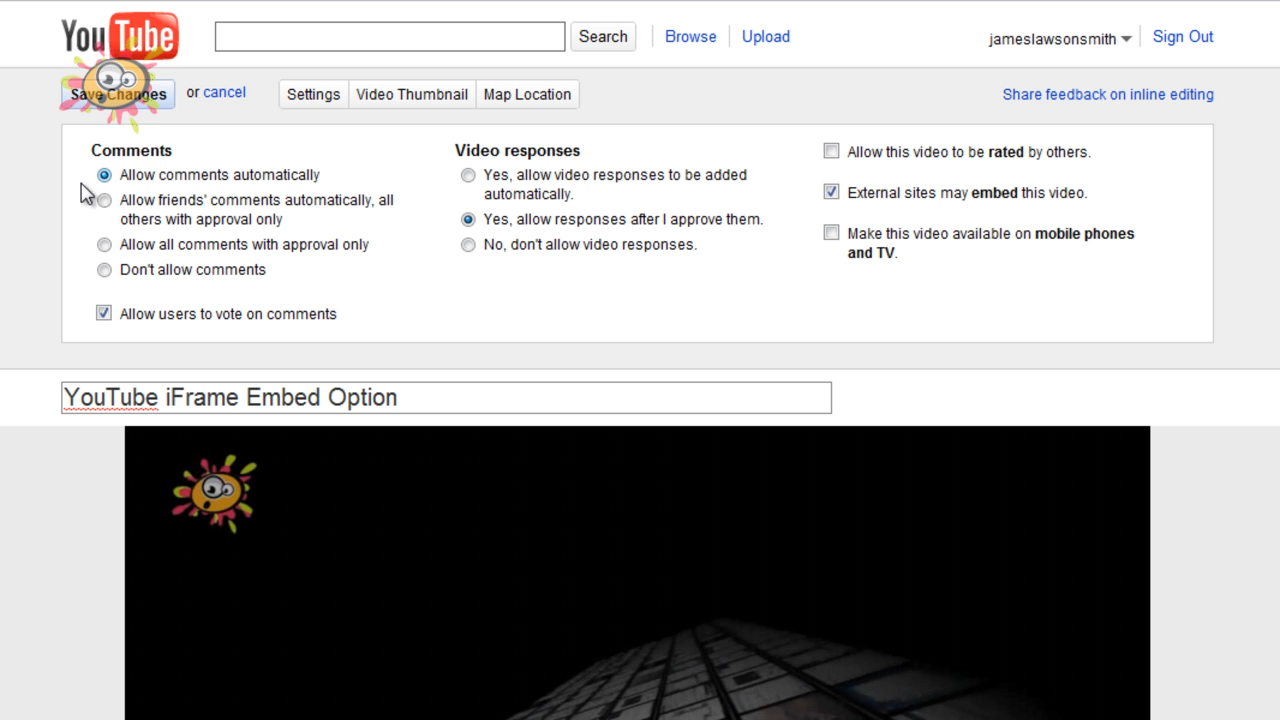 YouTube
Search
Browse
Upload
jameslawsonsmith
Sign Out
Save Changes
or cancel
Settings
Video Thumbnail
Map Location
Share feedback on inline editing
Comments
Allow comments automatically
Allow friends' comments automatically, all
others with approval only
Allow all comments with approval only
Don't allow comments
Allow users to vote on comments
Video responses
Yes, allow video responses to be added
automatically.
Yes, allow responses after I approve them.
No, don't allow video responses.
Allow this video to be rated by others.
External sites may embed this video.
Make this video available on mobile phones
and TV.
YouTube iFrame Embed Option